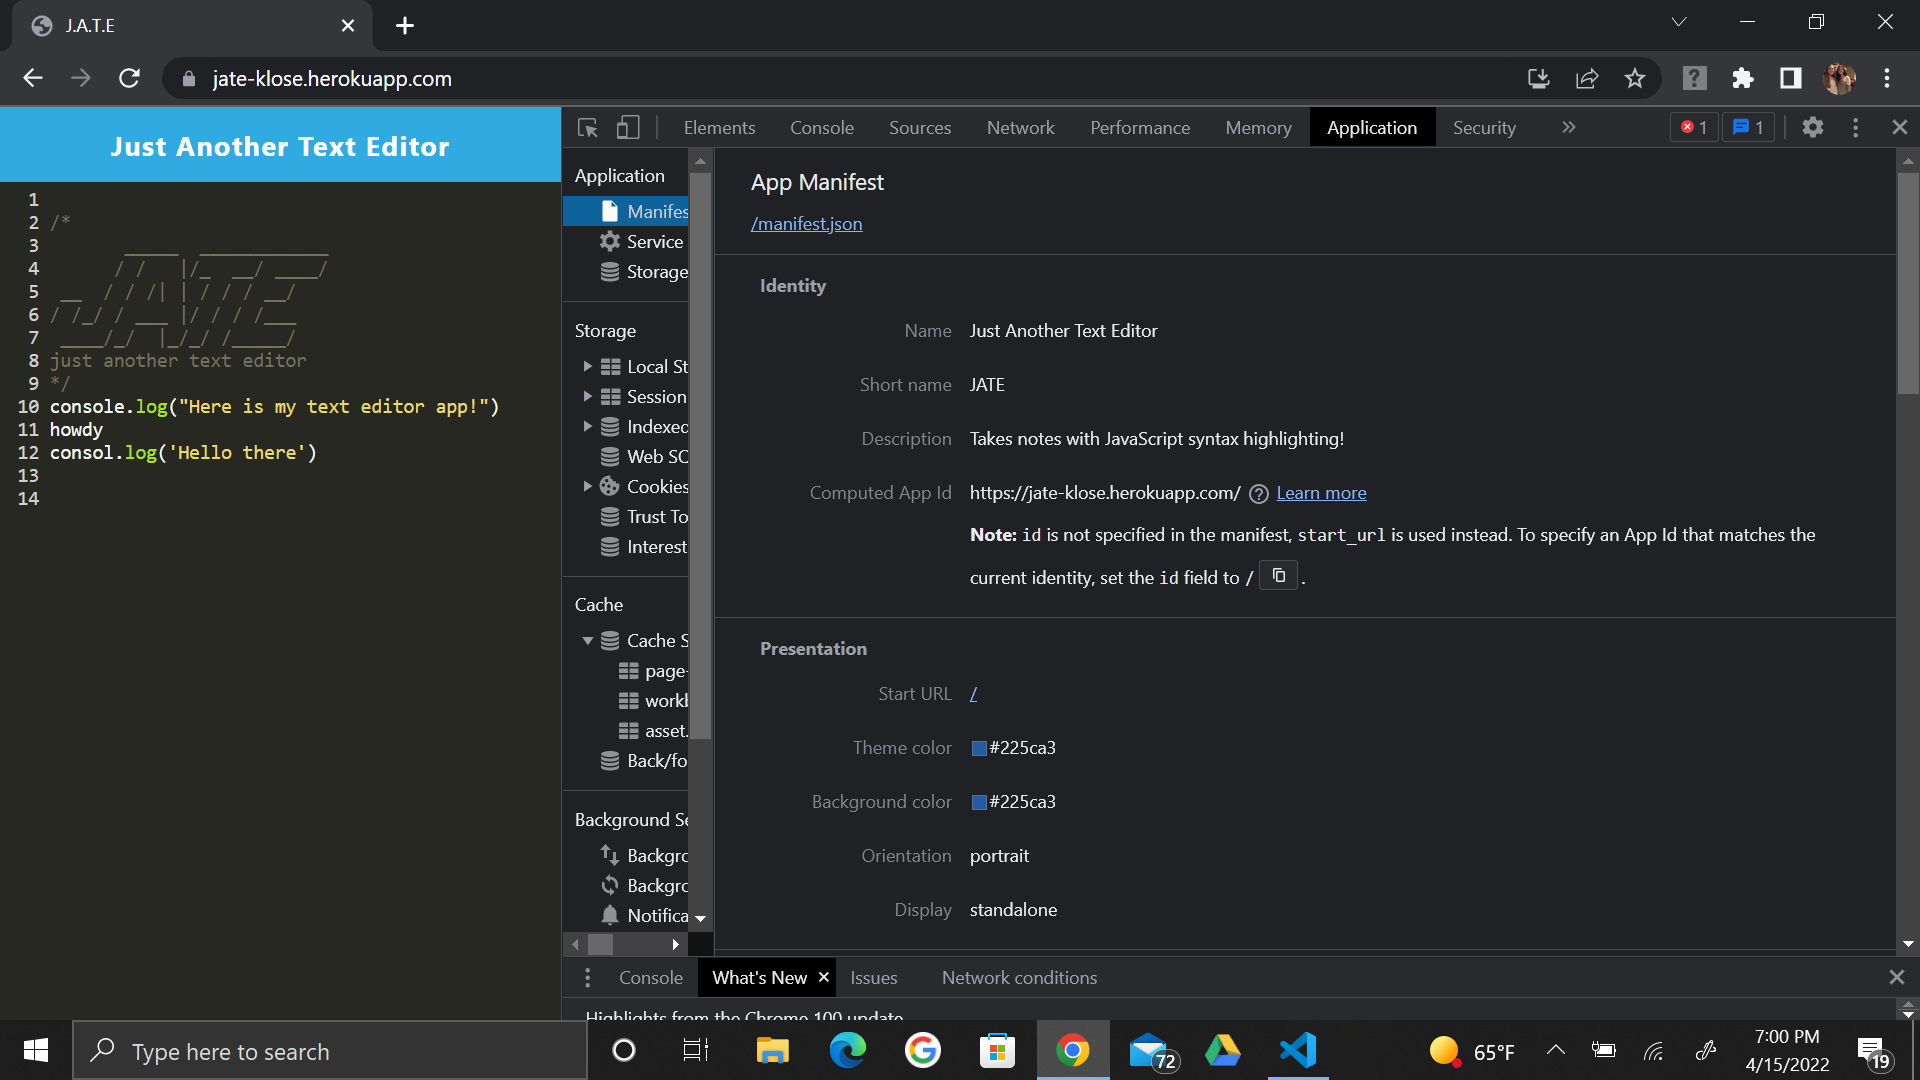 J.A.T.E
jate-klose.herokuapp.com
Just Another Text Editor
1
2 /*
3      ______  ____________
4       / /   |/_  __/ ____/
5  __  / / /| | / / / __/
6 / /_/ / ___ |/ / / /___
7  ____/_/  |_/_/ /_____/
8 just another text editor
9 */
10 console.log("Here is my text editor app!")
11 howdy
12 consol.log('Hello there')
13
14
Elements Console Sources Network Performance Memory Application Security 1 1
Application
Manifes
Service
Storage
Storage
Local St
Session
Indexed
Web SC
Cookies
Trust To
Interest
Cache
Cache S
page-
workb
asset.
Back/fo
Background Se
Backgro
Backgro
Notifica
App Manifest
/manifest.json
Identity
Name Just Another Text Editor
Short name JATE
Description Takes notes with JavaScript syntax highlighting!
Computed App Id https://jate-klose.herokuapp.com/ ? Learn more
Note: id is not specified in the manifest, start_url is used instead. To specify an App Id that matches the
current identity, set the id field to / .
Presentation
Start URL /
Theme color #225ca3
Background color #225ca3
Orientation portrait
Display standalone
Console What's New Issues Network conditions
Highlights from the Chrome 100 update
Type here to search
72
65°F
7:00 PM
4/15/2022
19